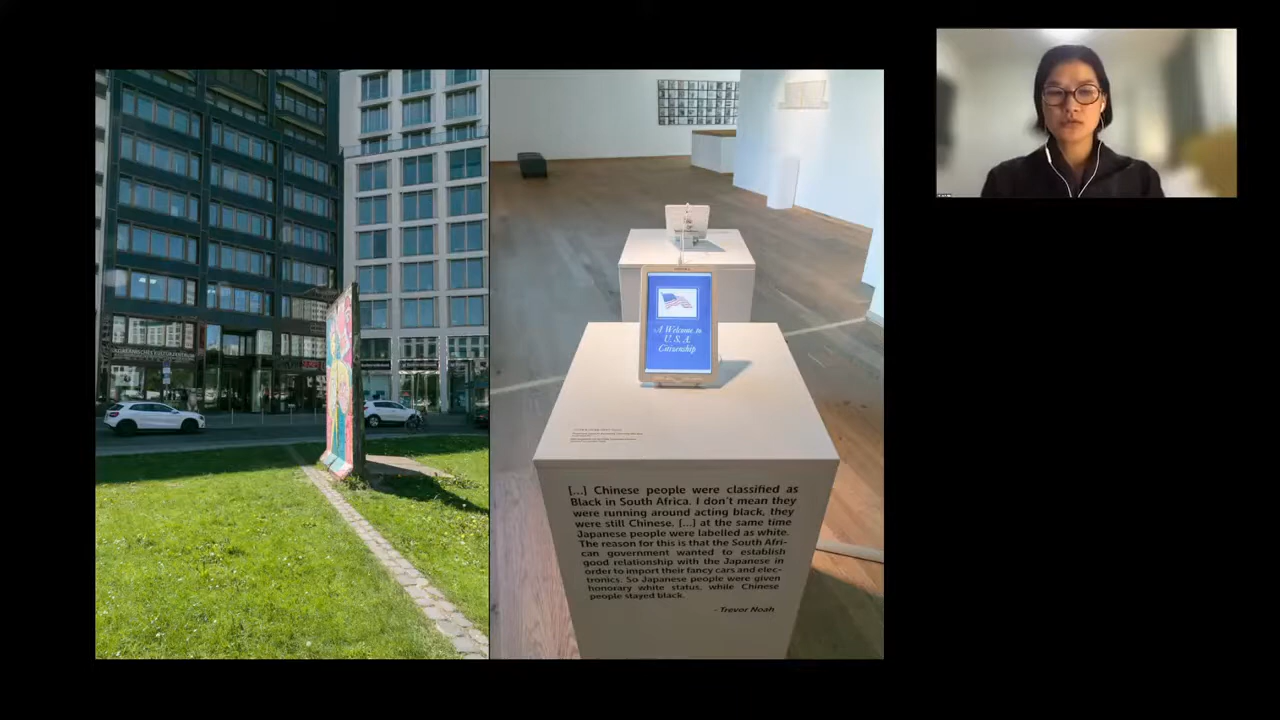 A Welcome to
U. S. A.
Citizenship
[...] Chinese people were classified as
Black in South Africa. I don't mean they
were running around acting black, they
were still Chinese. [...] at the same time
Japanese people were labelled as white.
The reason for this is that the South Afri-
can government wanted to establish
good relationship with the Japanese in
order to import their fancy cars and elec-
tronics. So Japanese people were given
honorary white status, while Chinese
people stayed black.
- Trevor Noah